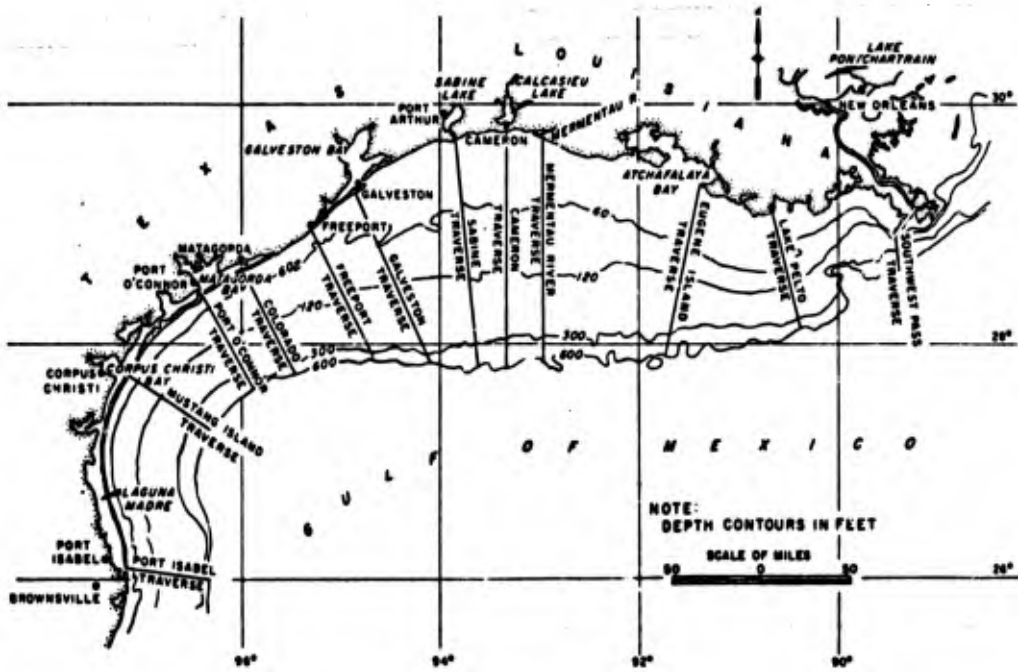 LOUISIANA
TEXAS
LAKE
PONTCHARTRAIN
NEW ORLEANS
30°
SABINE
LAKE
CALCASIEU
LAKE
PORT
ARTHUR
CAMERON
MERMENTAU R.
GALVESTON BAY
GALVESTON
ATCHAFALAYA
BAY
FREEPORT
MATAGORDA
PORT
O'CONNOR
MATAGORDA
BAY
60
120
300
600
SABINE
TRAVERSE
CAMERON
TRAVERSE
MERMENTAU RIVER
TRAVERSE
EUGENE ISLAND
TRAVERSE
LAKE PELTO
TRAVERSE
SOUTHWEST PASS
TRAVERSE
GALVESTON
TRAVERSE
FREEPORT
TRAVERSE
COLORADO
TRAVERSE
PORT O'CONNOR
TRAVERSE
120
300
600
28°
CORPUS
CHRISTI
CORPUS CHRISTI
BAY
MUSTANG ISLAND
TRAVERSE
GULF OF MEXICO
LAGUNA
MADRE
NOTE:
DEPTH CONTOURS IN FEET
SCALE OF MILES
50 0 50
PORT
ISABEL
PORT ISABEL
TRAVERSE
BROWNSVILLE
26°
96° 94° 92° 90°